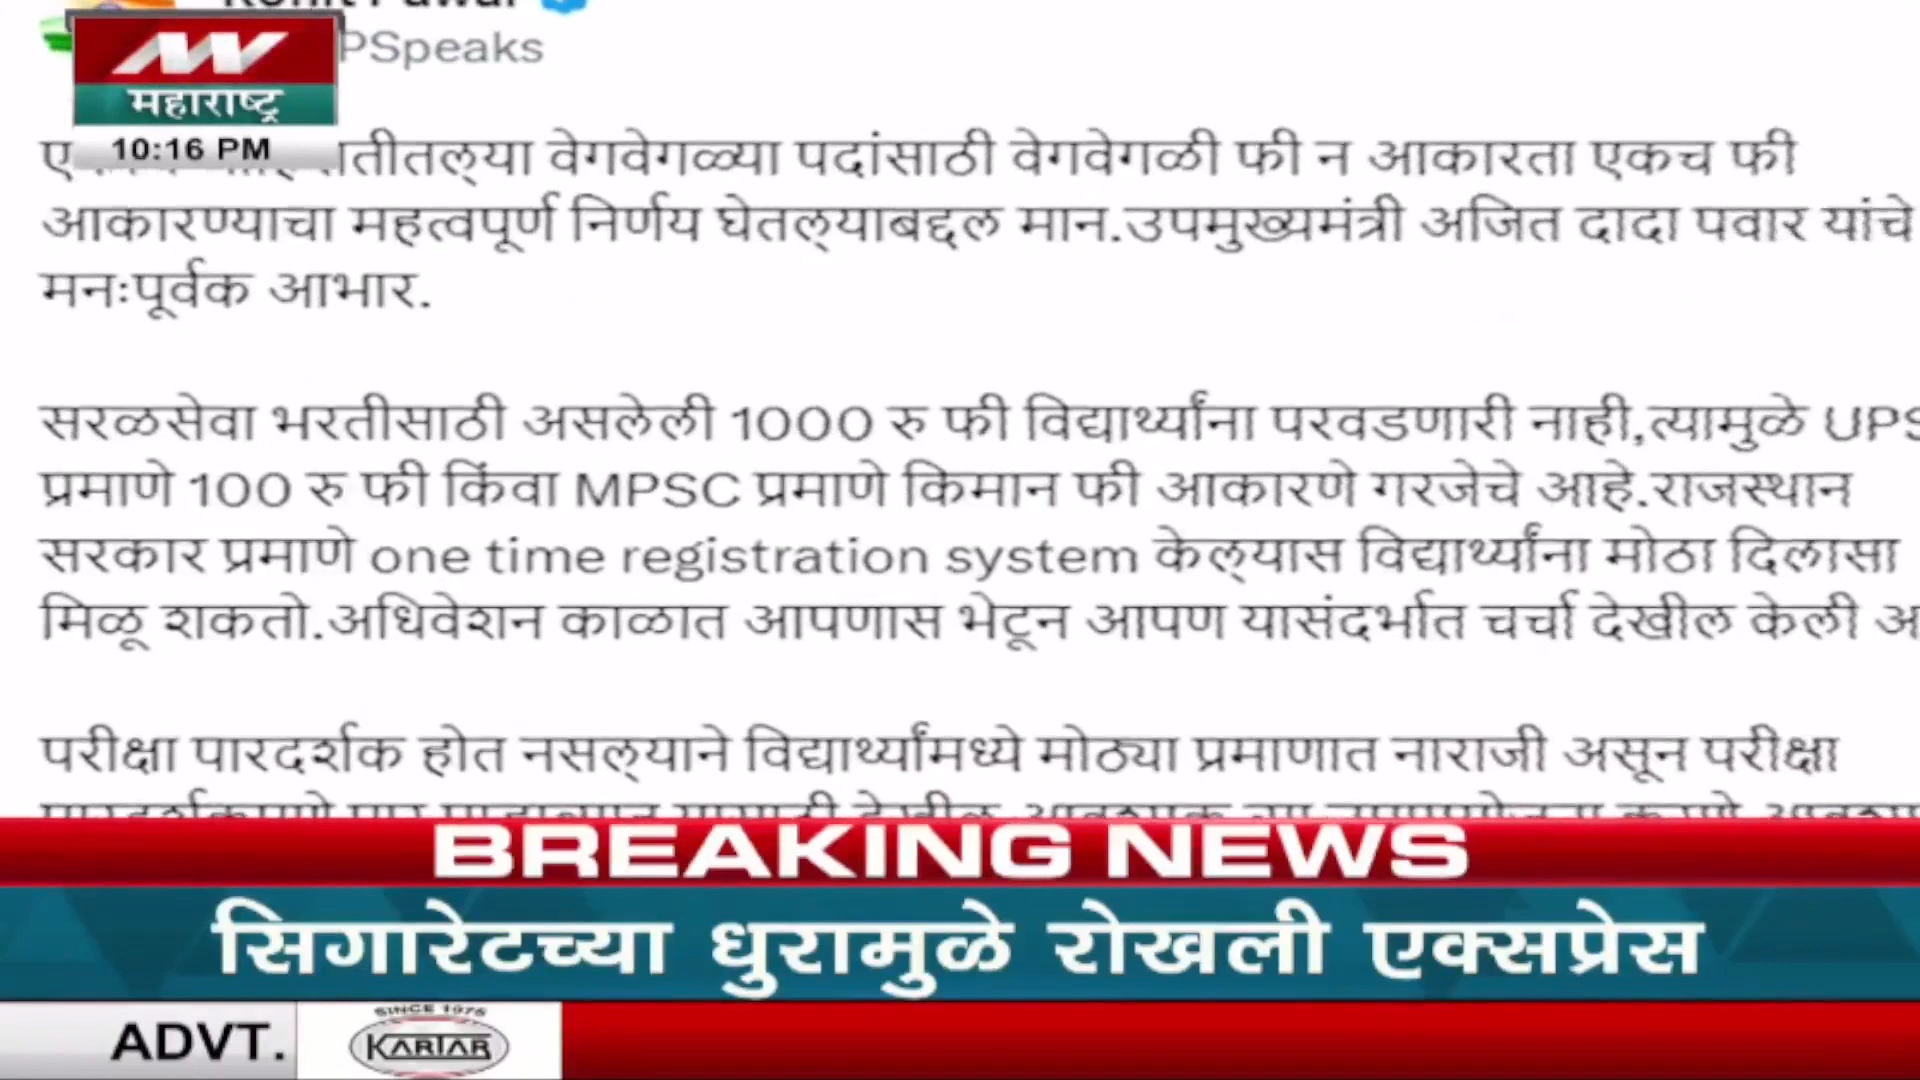 PSpeaks
महाराष्ट्र
10:16 PM
वेगवेगळ्या पदांसाठी वेगवेगळी फी न आकारता एकच फी
आकारण्याचा महत्वपूर्ण निर्णय घेतल्याबद्दल मान.उपमुख्यमंत्री अजित दादा पवार यांचे
मनःपूर्वक आभार.
सरळसेवा भरतीसाठी असलेली 1000 रु फी विद्यार्थ्यांना परवडणारी नाही,त्यामुळे
प्रमाणे 100 रु फी किंवा MPSC प्रमाणे किमान फी आकारणे गरजेचे आहे.राजस्थान
सरकार प्रमाणे one time registration system केल्यास विद्यार्थ्यांना मोठा दिलासा
मिळू शकतो.अधिवेशन काळात आपणास भेटून आपण यासंदर्भात चर्चा देखील केली
परीक्षा पारदर्शक होत नसल्याने विद्यार्थ्यांमध्ये मोठ्या प्रमाणात नाराजी असून परीक्षा
BREAKING NEWS
सिगारेटच्या धुरामुळे रोखली एक्सप्रेस
ADVT.
SINCE 1975
KARTAR